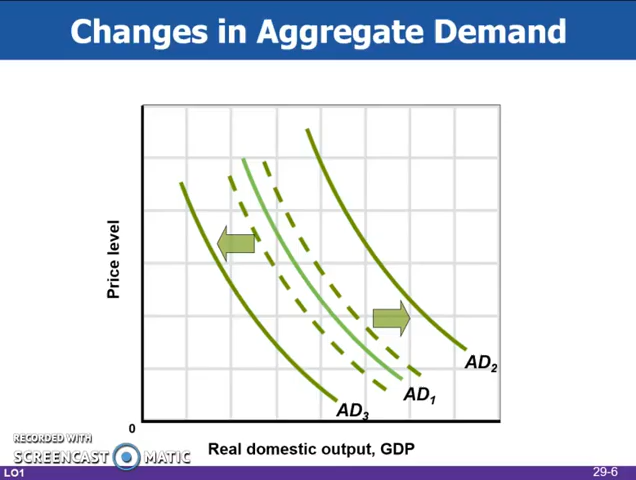 Changes in Aggregate Demand
Price level
AD2
AD1
AD3
0
Real domestic output, GDP
RECORDED WITH
SCREENCAST MATIC
LO1
29-6